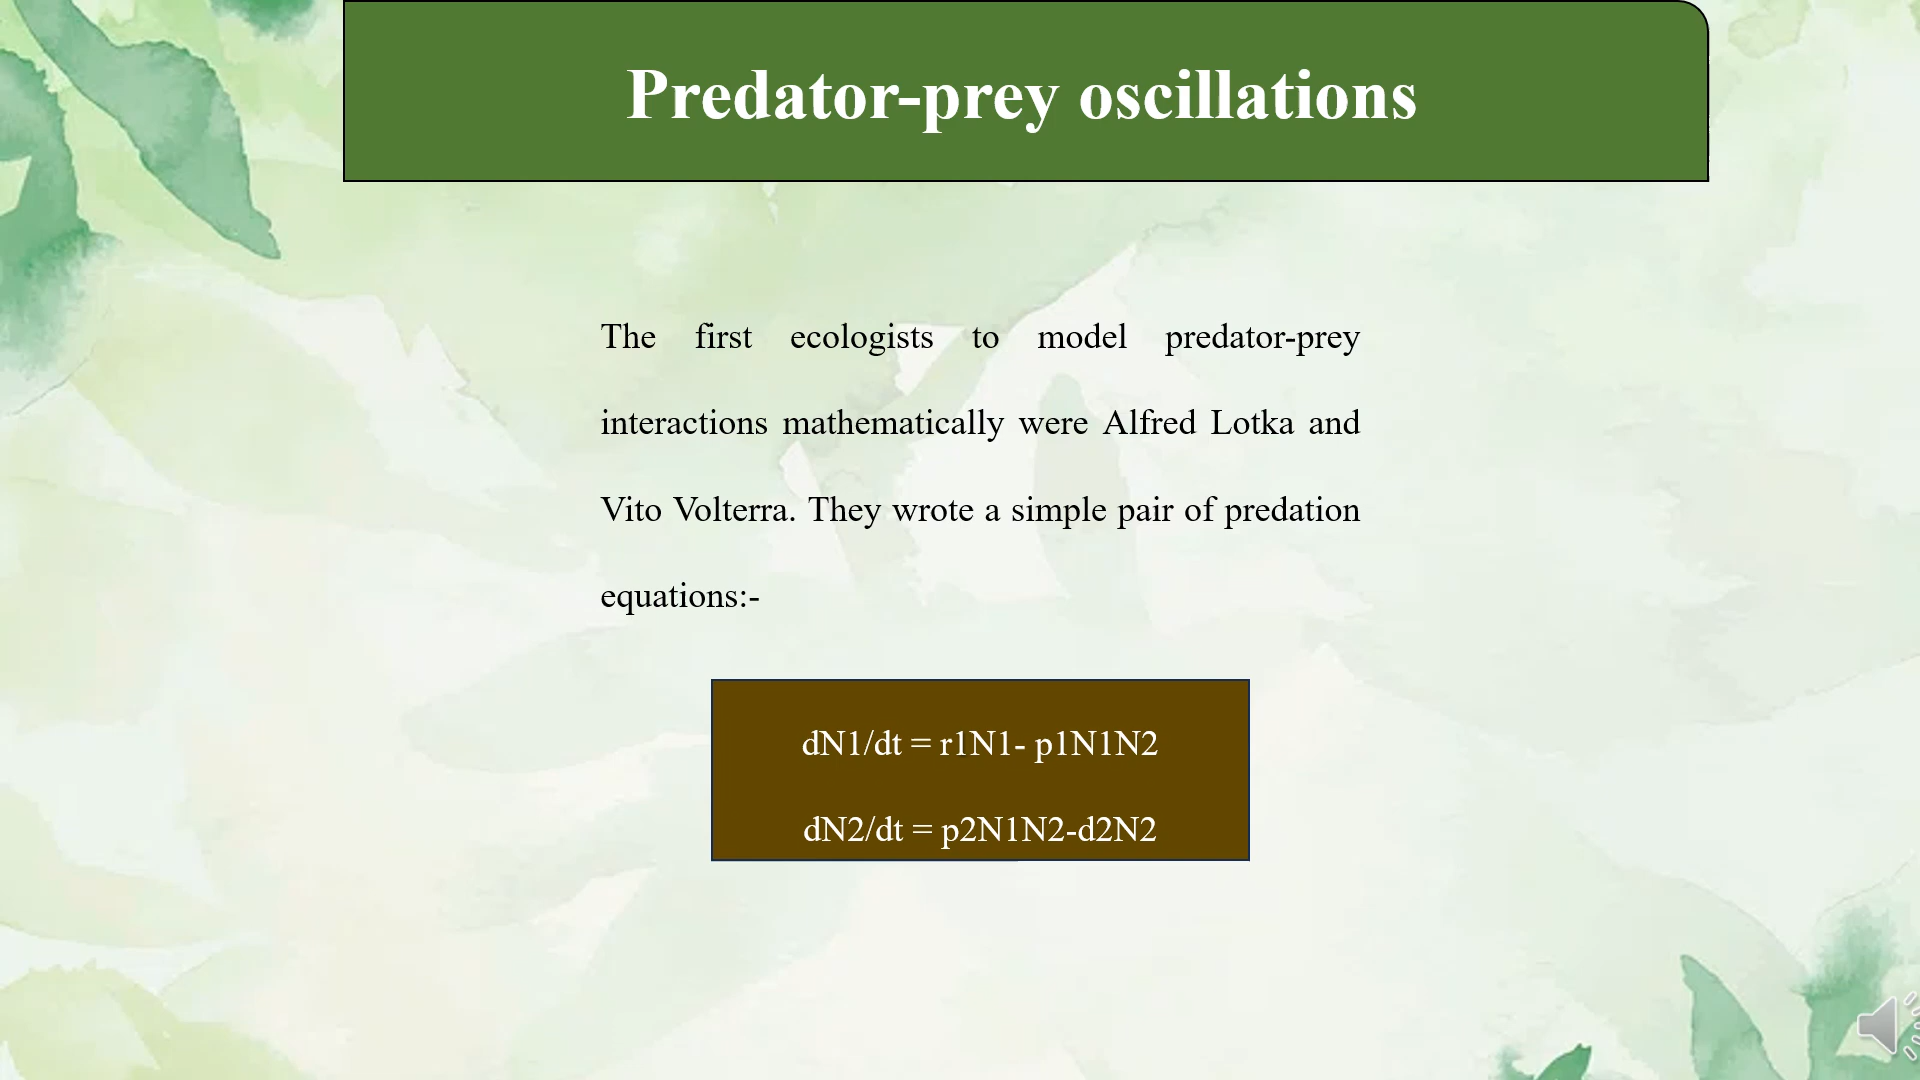 Predator-prey oscillations
The first ecologists to model predator-prey
interactions mathematically were Alfred Lotka and
Vito Volterra. They wrote a simple pair of predation
equations:-
dN1/dt = r1N1- p1N1N2
dN2/dt = p2N1N2-d2N2